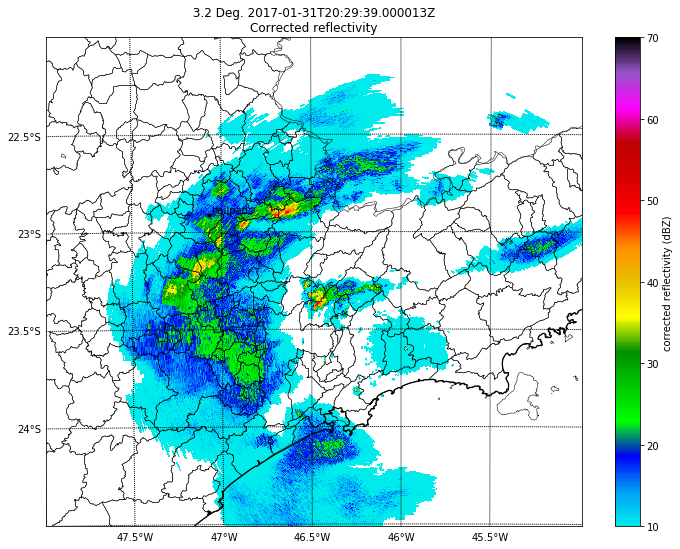 3.2 Deg. 2017-01-31T20:29:39.000013Z
Corrected reflectivity
70
60
50
40
30
20
10
corrected reflectivity (dBZ)
22.5°S
23°S
23.5°S
24°S
47.5°W
47°W
46.5°W
46°W
45.5°W